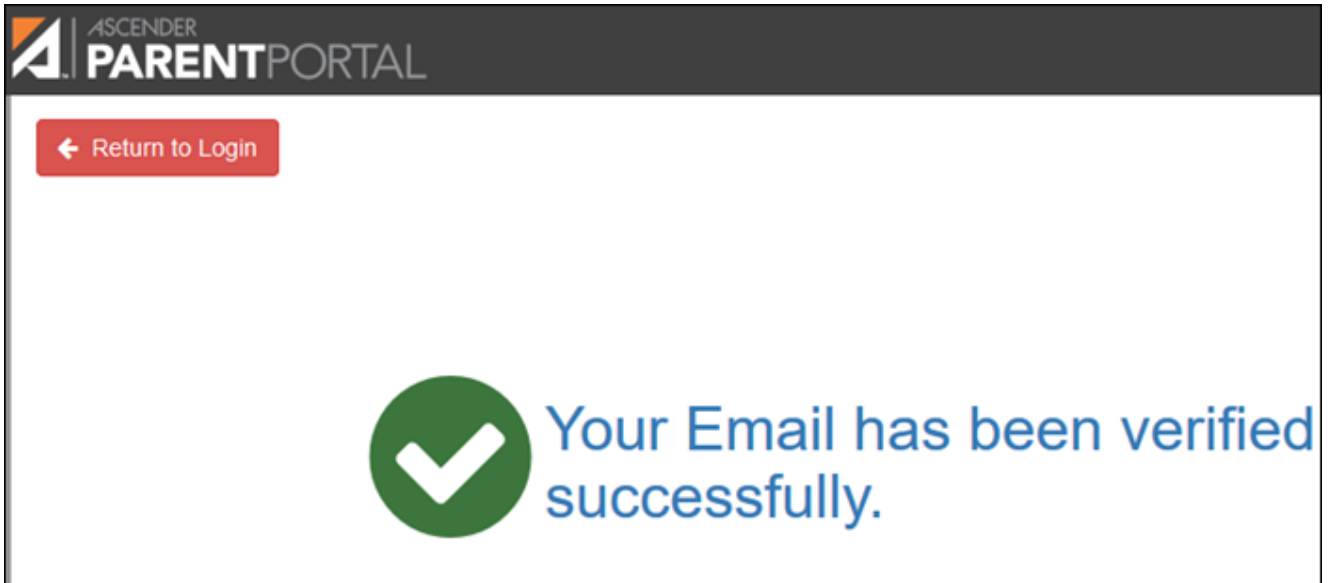 ASCENDER
PARENTPORTAL
Return to Login
Your Email has been verified
successfully.